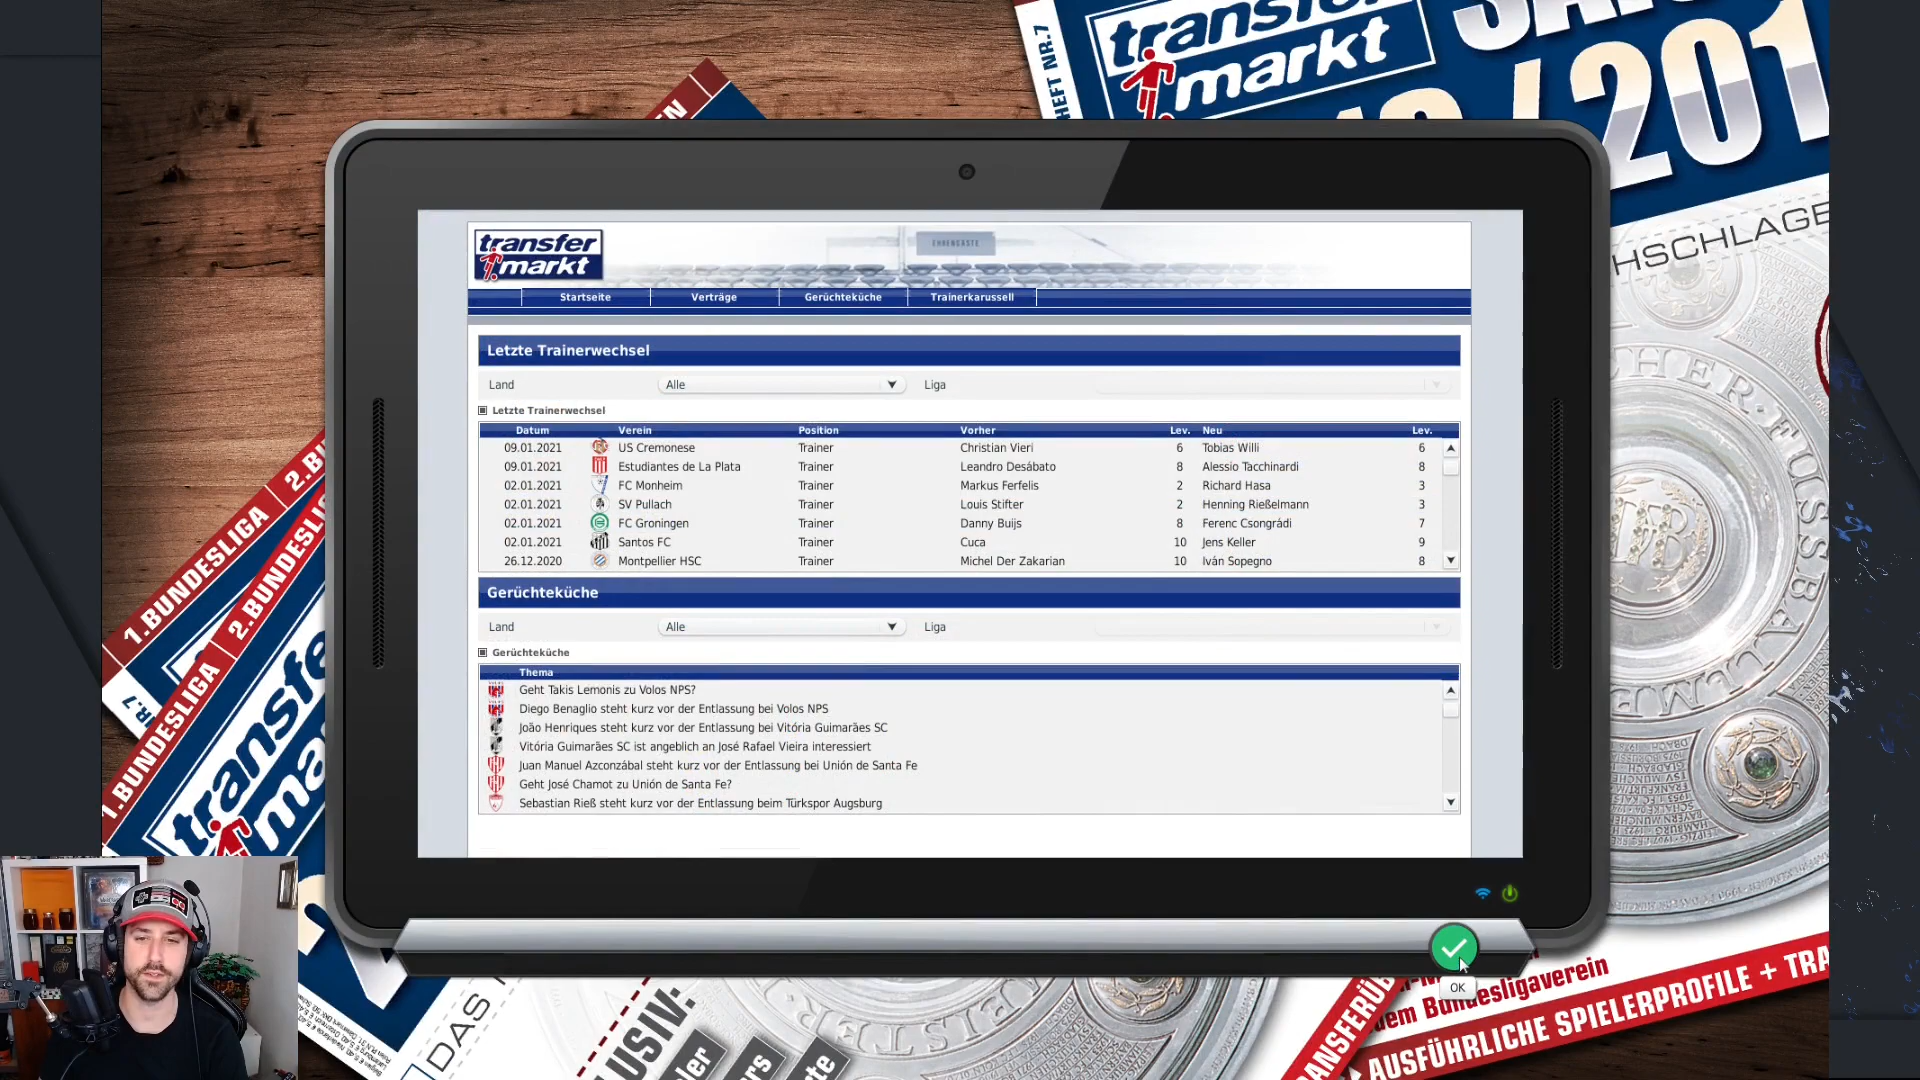 transfer
markt
HEFT NR.7
transfer
markt
EHRENGÄSTE
Startseite Verträge Gerüchteküche Trainerkarussell
Letzte Trainerwechsel
Land Alle Liga
Letzte Trainerwechsel
Datum Verein Position Vorher Lev. Neu Lev.
09.01.2021 US Cremonese Trainer Christian Vieri 6 Tobias Willi 6
09.01.2021 Estudiantes de La Plata Trainer Leandro Desábato 8 Alessio Tacchinardi 8
02.01.2021 FC Monheim Trainer Markus Ferfelis 2 Richard Hasa 3
02.01.2021 SV Pullach Trainer Louis Stifter 2 Henning Rießelmann 3
02.01.2021 FC Groningen Trainer Danny Buijs 8 Ferenc Csongrádi 7
02.01.2021 Santos FC Trainer Cuca 10 Jens Keller 9
26.12.2020 Montpellier HSC Trainer Michel Der Zakarian 10 Iván Sopegno 8
Gerüchteküche
Land Alle Liga
Gerüchteküche
Thema
Geht Takis Lemonis zu Volos NPS?
Diego Benaglio steht kurz vor der Entlassung bei Volos NPS
João Henriques steht kurz vor der Entlassung bei Vitória Guimarães SC
Vitória Guimarães SC ist angeblich an José Rafael Vieira interessiert
Juan Manuel Azconzábal steht kurz vor der Entlassung bei Unión de Santa Fe
Geht José Chamot zu Unión de Santa Fe?
Sebastian Rieß steht kurz vor der Entlassung beim Türkspor Augsburg
OK
1.BUNDESLIGA
2.BUNDESLIGA
1.BUNDESLIGA
DAS
AUSFÜHRLICHE SPIELERPROFILE + TRA